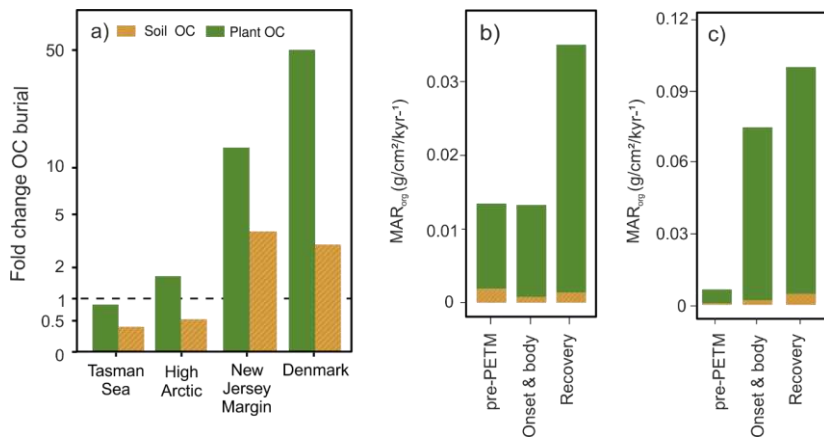 a)
Soil OC
Plant OC
Fold change OC burial
50
10
5
2
1
0.5
0
Tasman
Sea
High
Arctic
New
Jersey
Margin
Denmark
b)
MARorg (g/cm²/kyr⁻¹)
0.03
0.02
0.01
0
pre-PETM
Onset & body
Recovery
c)
MARorg (g/cm²/kyr⁻¹)
0.12
0.09
0.06
0.03
0
pre-PETM
Onset & body
Recovery